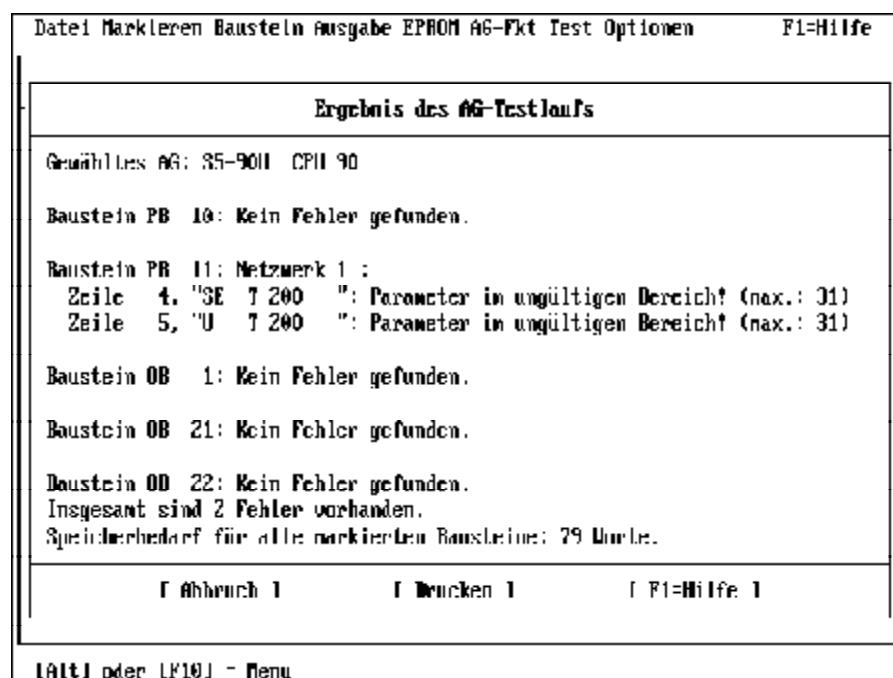 Datei Markieren Baustein Ausgabe EPROM AG-Fkt Test Optionen F1=Hilfe
Ergebnis des AG-Testlaufs
Gewähltes AG: S5-90U CPU 90
Baustein PB 10: Kein Fehler gefunden.
Baustein PB 11: Netzwerk 1 :
Zeile 4, "SE T 200 ": Parameter im ungültigen Bereich! (max.: 31)
Zeile 5, "U T 200 ": Parameter im ungültigen Bereich! (max.: 31)
Baustein OB 1: Kein Fehler gefunden.
Baustein OB 21: Kein Fehler gefunden.
Baustein OB 22: Kein Fehler gefunden.
Insgesamt sind 2 Fehler vorhanden.
Speicherbedarf für alle markierten Bausteine: 79 Worte.
[ Abbruch ] [ Drucken ] [ F1=Hilfe ]
[Alt] oder [F10] - Menu